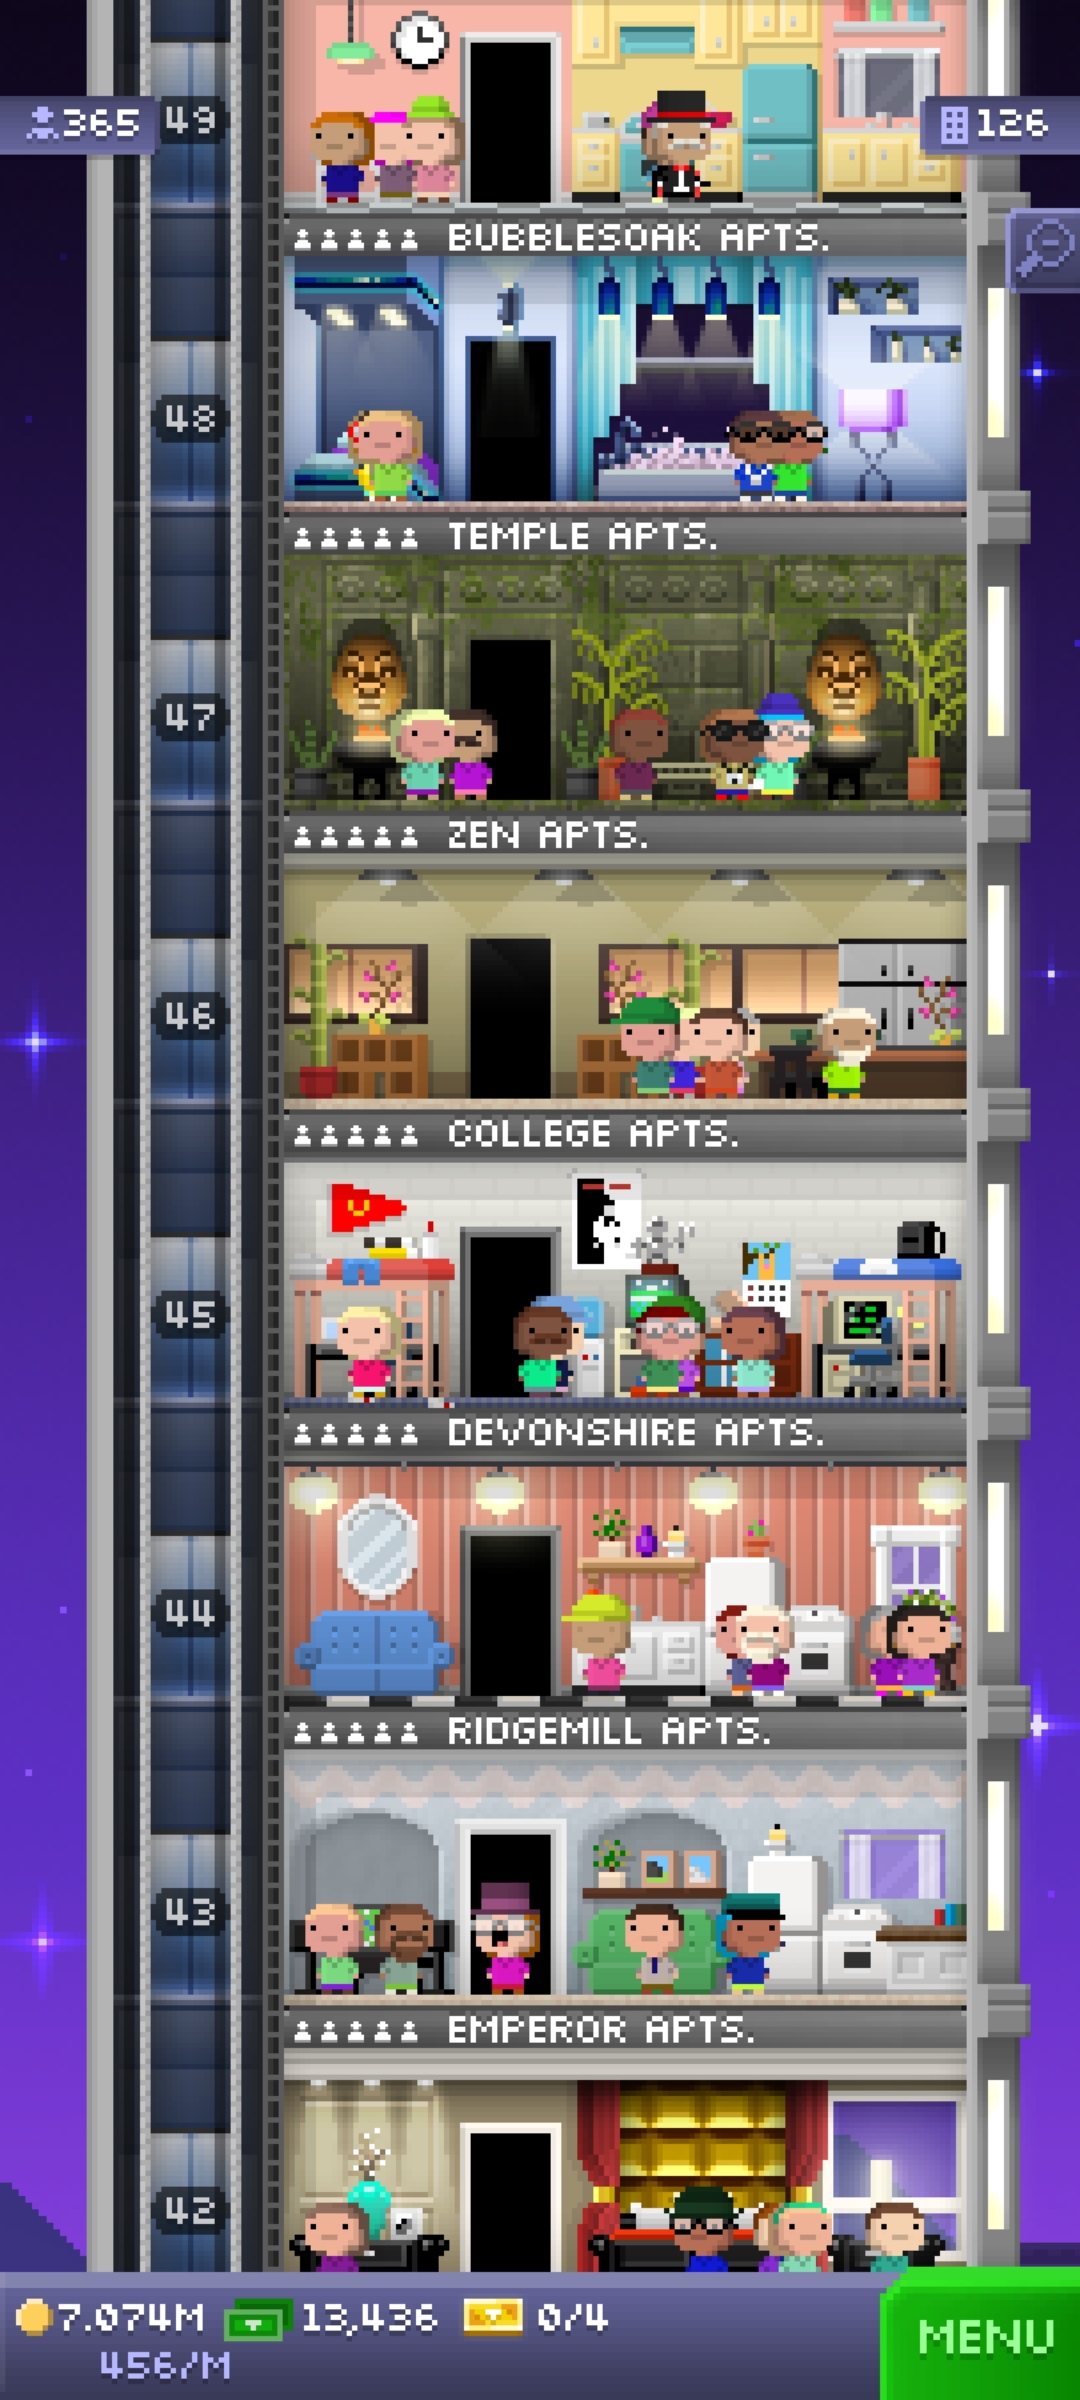 365
49
126
BUBBLESOAK APTS.
48
TEMPLE APTS.
47
ZEN APTS.
46
COLLEGE APTS.
45
DEVONSHIRE APTS.
44
RIDGEMILL APTS.
43
EMPEROR APTS.
42
7.074M 13,436 0/4
456/M
MENU